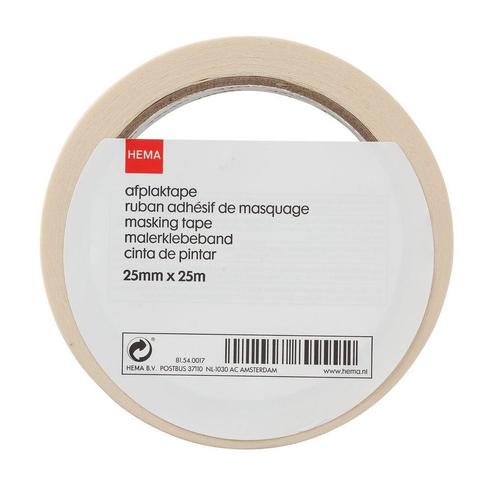 HEMA
afplaktape
ruban adhésif de masquage
masking tape
malerklebeband
cinta de pintar
25mm x 25m
81.54.0017
HEMA B.V. POSTBUS 37110 NL-1030 AC AMSTERDAM
www.hema.nl